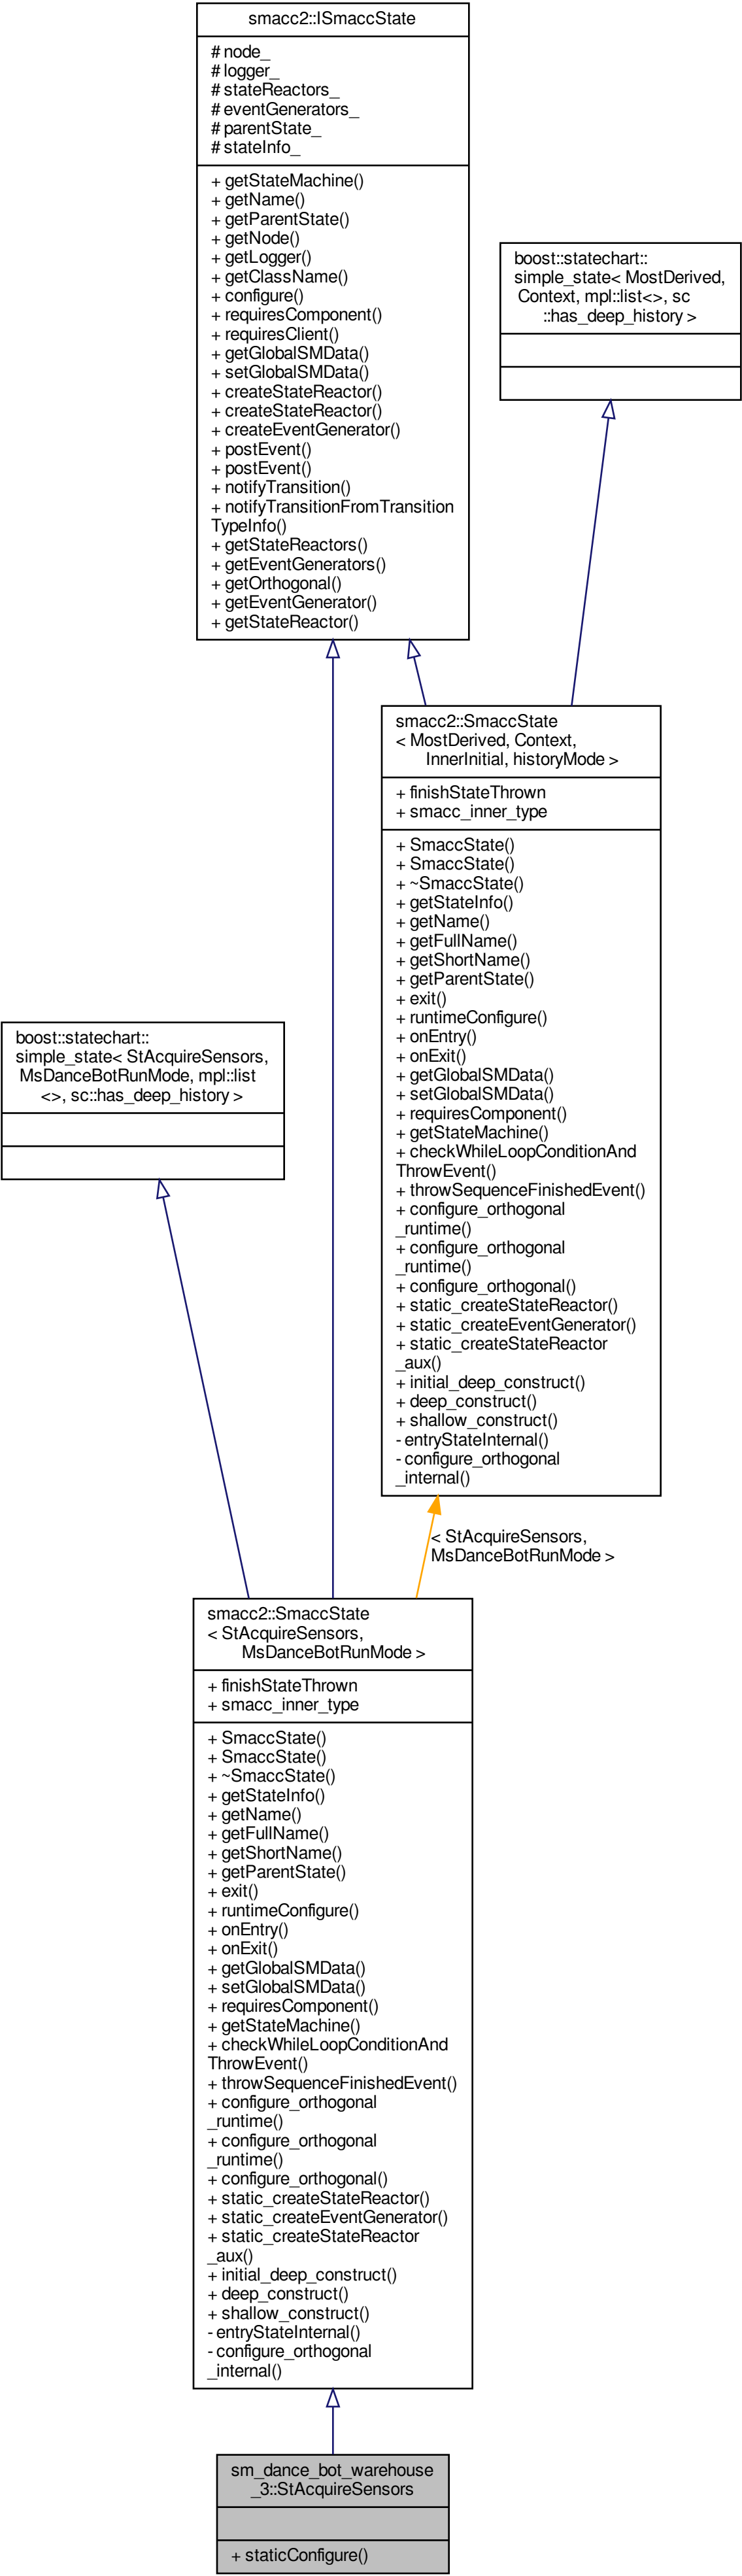 smacc2::ISmaccState
# node_
# logger_
# stateReactors_
# eventGenerators_
# parentState_
# stateInfo_
+ getStateMachine()
+ getName()
+ getParentState()
+ getNode()
+ getLogger()
+ getClassName()
+ configure()
+ requiresComponent()
+ requiresClient()
+ getGlobalSMData()
+ setGlobalSMData()
+ createStateReactor()
+ createStateReactor()
+ createEventGenerator()
+ postEvent()
+ postEvent()
+ notifyTransition()
+ notifyTransitionFromTransition
TypeInfo()
+ getStateReactors()
+ getEventGenerators()
+ getOrthogonal()
+ getEventGenerator()
+ getStateReactor()
boost::statechart::
simple_state< MostDerived,
Context, mpl::list<>, sc
::has_deep_history >
smacc2::SmaccState
< MostDerived, Context,
InnerInitial, historyMode >
+ finishStateThrown
+ smacc_inner_type
+ SmaccState()
+ SmaccState()
+ ~SmaccState()
+ getStateInfo()
+ getName()
+ getFullName()
+ getShortName()
+ getParentState()
+ exit()
+ runtimeConfigure()
+ onEntry()
+ onExit()
+ getGlobalSMData()
+ setGlobalSMData()
+ requiresComponent()
+ getStateMachine()
+ checkWhileLoopConditionAnd
ThrowEvent()
+ throwSequenceFinishedEvent()
+ configure_orthogonal
_runtime()
+ configure_orthogonal
_runtime()
+ configure_orthogonal()
+ static_createStateReactor()
+ static_createEventGenerator()
+ static_createStateReactor
_aux()
+ initial_deep_construct()
+ deep_construct()
+ shallow_construct()
- entryStateInternal()
- configure_orthogonal
_internal()
boost::statechart::
simple_state< StAcquireSensors,
MsDanceBotRunMode, mpl::list
<>, sc::has_deep_history >
< StAcquireSensors,
MsDanceBotRunMode >
smacc2::SmaccState
< StAcquireSensors,
MsDanceBotRunMode >
+ finishStateThrown
+ smacc_inner_type
+ SmaccState()
+ SmaccState()
+ ~SmaccState()
+ getStateInfo()
+ getName()
+ getFullName()
+ getShortName()
+ getParentState()
+ exit()
+ runtimeConfigure()
+ onEntry()
+ onExit()
+ getGlobalSMData()
+ setGlobalSMData()
+ requiresComponent()
+ getStateMachine()
+ checkWhileLoopConditionAnd
ThrowEvent()
+ throwSequenceFinishedEvent()
+ configure_orthogonal
_runtime()
+ configure_orthogonal
_runtime()
+ configure_orthogonal()
+ static_createStateReactor()
+ static_createEventGenerator()
+ static_createStateReactor
_aux()
+ initial_deep_construct()
+ deep_construct()
+ shallow_construct()
- entryStateInternal()
- configure_orthogonal
_internal()
sm_dance_bot_warehouse
_3::StAcquireSensors
+ staticConfigure()